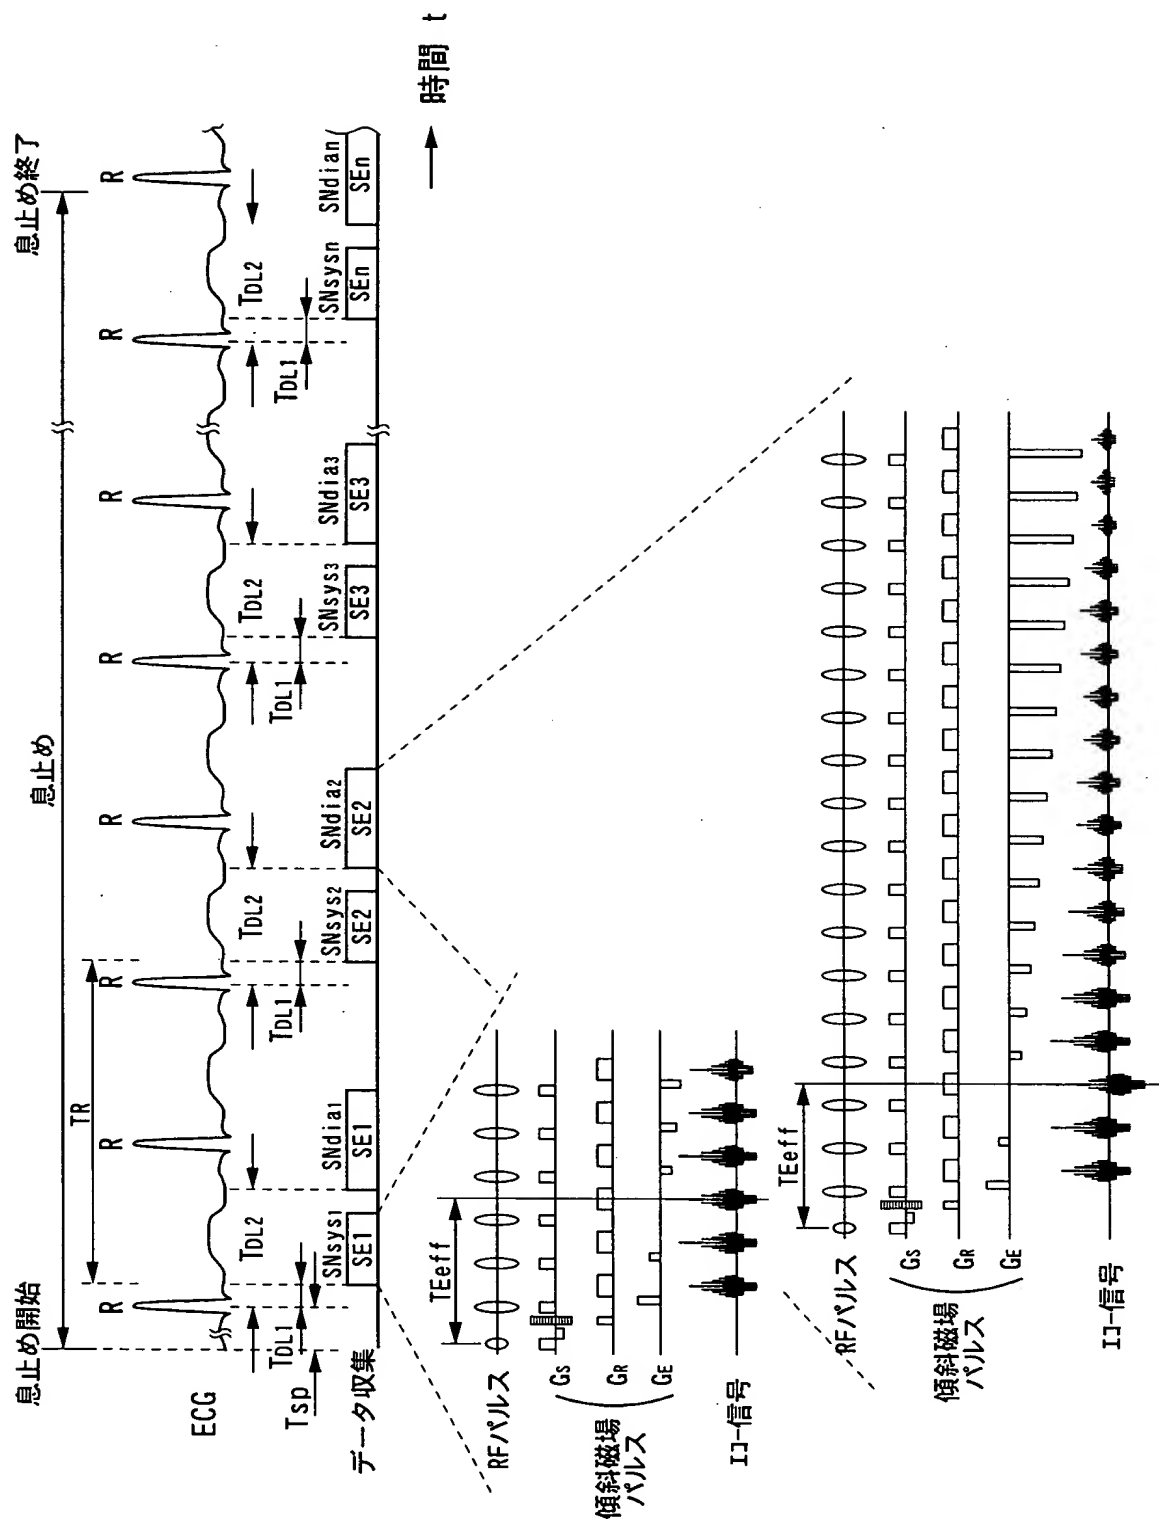 息止め開始
息止め
息止め終了
TR
ECG
R
R
R
R
R
R
R
R
TDL2
TDL2
TDL2
TDL2
TDL1
TDL1
TDL1
TDL1
Tsp
データ収集
SNsys1
SE1
SNdia1
SE1
SNsys2
SE2
SNdia2
SE2
SNsys3
SE3
SNdia3
SE3
SNsysn
SEn
SNdian
SEn
時間 t
TEeff
RFパルス
GS
GR
GE
傾斜磁場
パルス
エコー信号
TEeff
RFパルス
GS
GR
GE
傾斜磁場
パルス
エコー信号